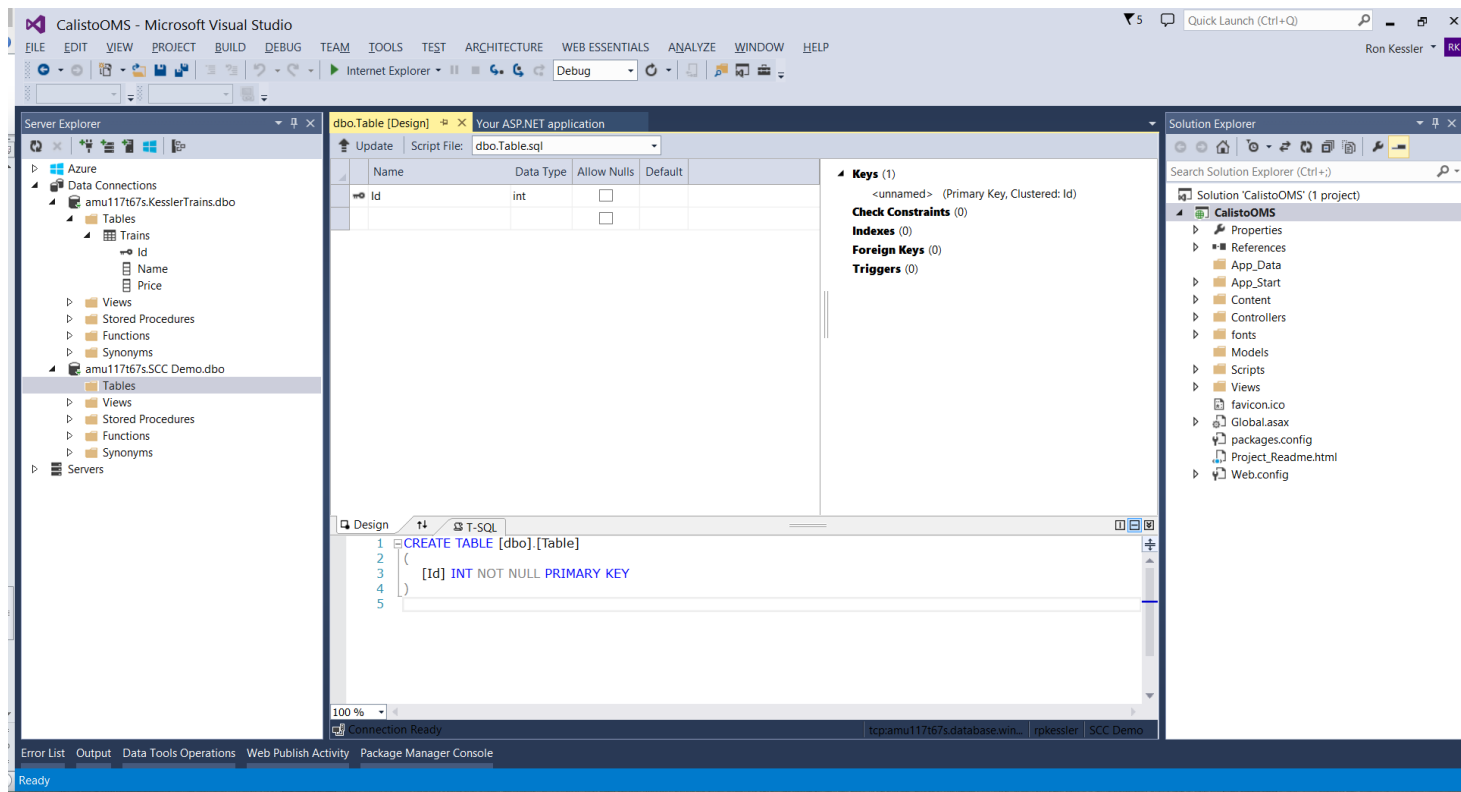 CalistoOMS - Microsoft Visual Studio
5
Quick Launch (Ctrl+Q)
FILE EDIT VIEW PROJECT BUILD DEBUG TEAM TOOLS TEST ARCHITECTURE WEB ESSENTIALS ANALYZE WINDOW HELP
Ron Kessler RK
Internet Explorer Debug
Server Explorer
Azure
Data Connections
amu117t67s.KesslerTrains.dbo
Tables
Trains
Id
Name
Price
Views
Stored Procedures
Functions
Synonyms
amu117t67s.SCC Demo.dbo
Tables
Views
Stored Procedures
Functions
Synonyms
Servers
dbo.Table [Design] Your ASP.NET application
Update Script File: dbo.Table.sql
Name Data Type Allow Nulls Default
Id int
Keys (1)
<unnamed> (Primary Key, Clustered: Id)
Check Constraints (0)
Indexes (0)
Foreign Keys (0)
Triggers (0)
Design T-SQL
1 CREATE TABLE [dbo].[Table]
2 (
3 [Id] INT NOT NULL PRIMARY KEY
4 )
5
100 %
Connection Ready tcp:amu117t67s.database.win... rpkessler SCC Demo
Solution Explorer
Search Solution Explorer (Ctrl+;)
Solution 'CalistoOMS' (1 project)
CalistoOMS
Properties
References
App_Data
App_Start
Content
Controllers
fonts
Models
Scripts
Views
favicon.ico
Global.asax
packages.config
Project_Readme.html
Web.config
Error List Output Data Tools Operations Web Publish Activity Package Manager Console
Ready